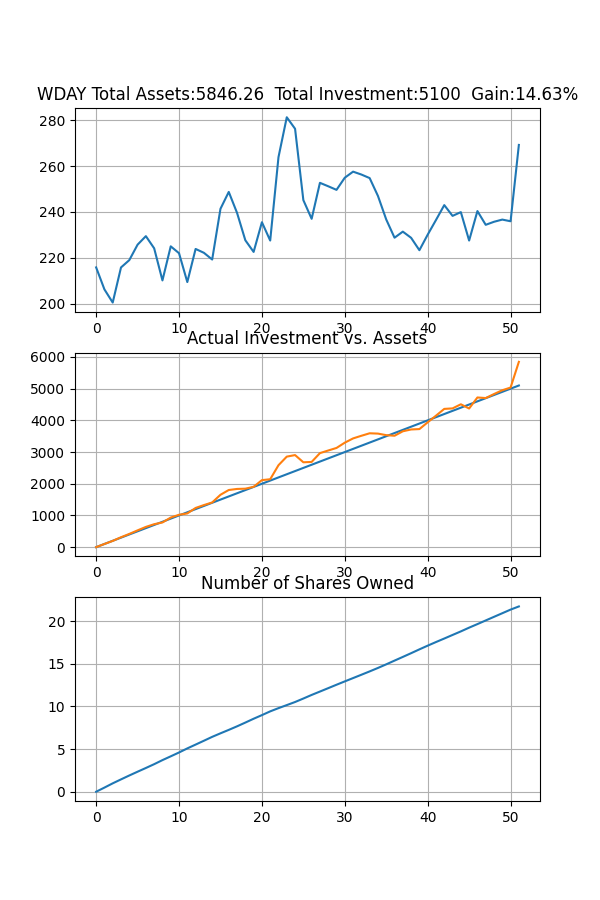 WDAY Total Assets:5846.26  Total Investment:5100  Gain:14.63%
280
260
240
220
200
0 10 20 30 40 50
Actual Investment vs. Assets
6000
5000
4000
3000
2000
1000
0
0 10 20 30 40 50
Number of Shares Owned
20
15
10
5
0
0 10 20 30 40 50